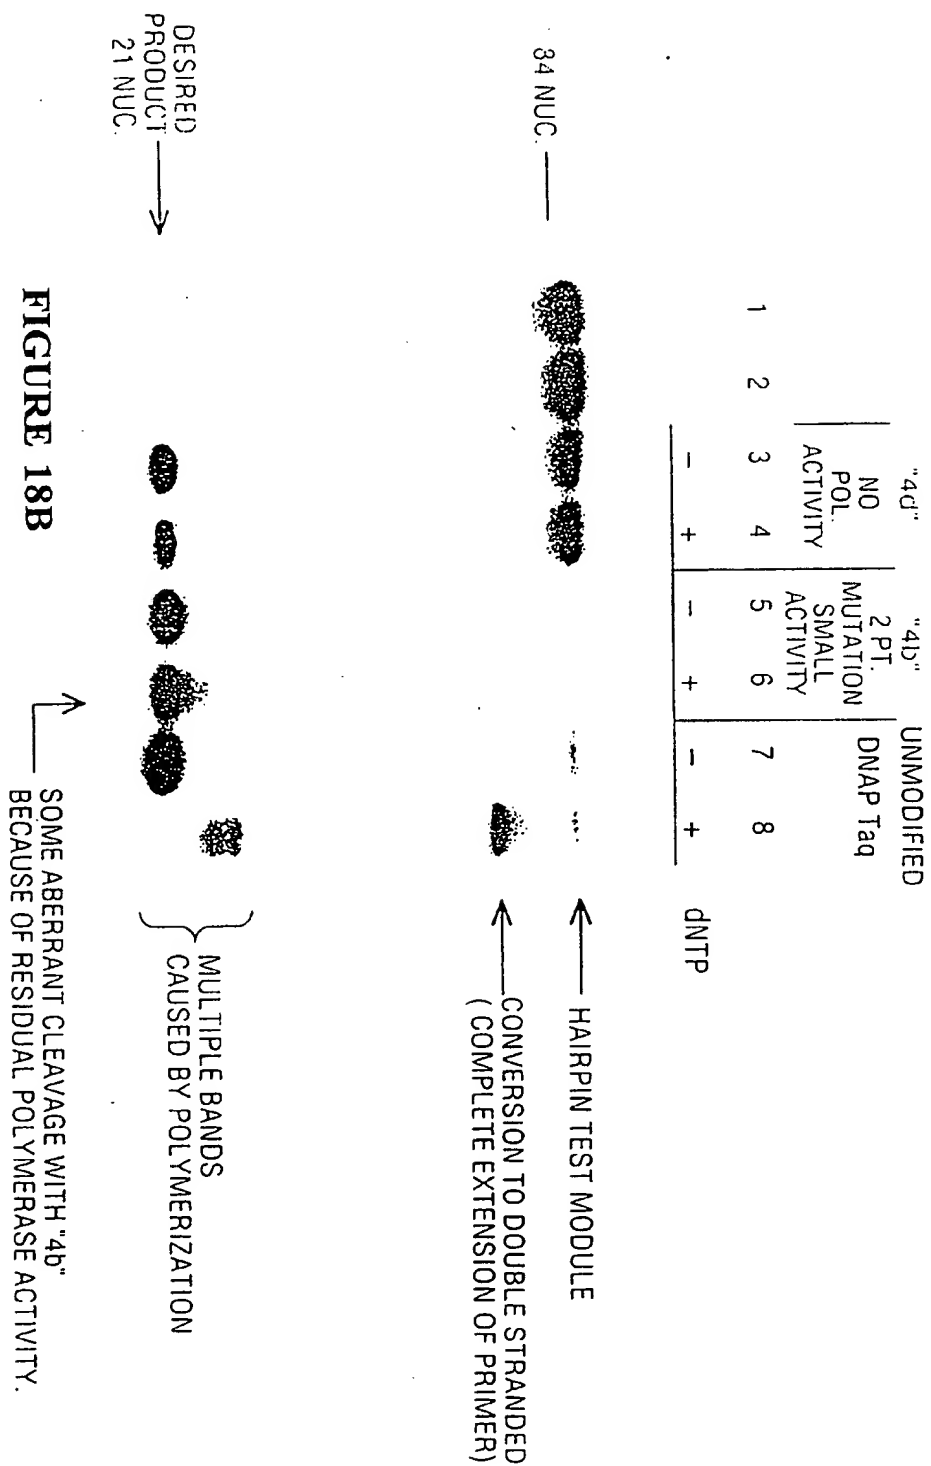 "4d"
NO
POL.
ACTIVITY
"4b"
2 PT.
MUTATION
SMALL
ACTIVITY
UNMODIFIED
DNAP Taq
1 2 3 4 5 6 7 8
− + − + − + dNTP
34 NUC.
HAIRPIN TEST MODULE
CONVERSION TO DOUBLE STRANDED
( COMPLETE EXTENSION OF PRIMER)
DESIRED
PRODUCT
21 NUC.
MULTIPLE BANDS
CAUSED BY POLYMERIZATION
SOME ABERRANT CLEAVAGE WITH "4b"
BECAUSE OF RESIDUAL POLYMERASE ACTIVITY.
FIGURE 18B